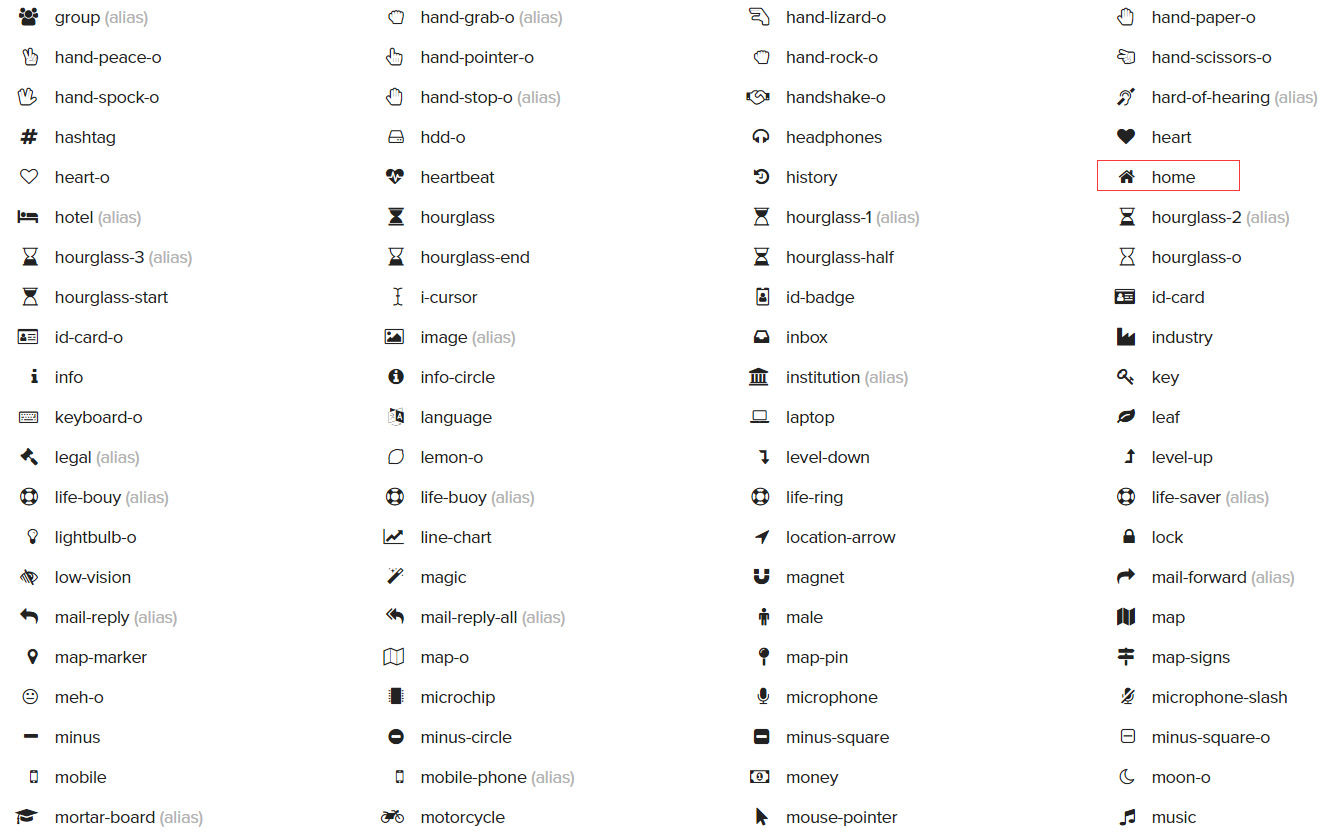 group (alias) hand-grab-o (alias) hand-lizard-o hand-paper-o
hand-peace-o hand-pointer-o hand-rock-o hand-scissors-o
hand-spock-o hand-stop-o (alias) handshake-o hard-of-hearing (alias)
hashtag hdd-o headphones heart
heart-o heartbeat history home
hotel (alias) hourglass hourglass-1 (alias) hourglass-2 (alias)
hourglass-3 (alias) hourglass-end hourglass-half hourglass-o
hourglass-start i-cursor id-badge id-card
id-card-o image (alias) inbox industry
info info-circle institution (alias) key
keyboard-o language laptop leaf
legal (alias) lemon-o level-down level-up
life-bouy (alias) life-buoy (alias) life-ring life-saver (alias)
lightbulb-o line-chart location-arrow lock
low-vision magic magnet mail-forward (alias)
mail-reply (alias) mail-reply-all (alias) male map
map-marker map-o map-pin map-signs
meh-o microchip microphone microphone-slash
minus minus-circle minus-square minus-square-o
mobile mobile-phone (alias) money moon-o
mortar-board (alias) motorcycle mouse-pointer music